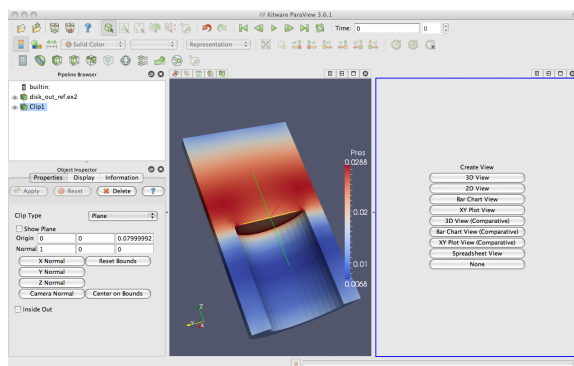 Kitware ParaView 3.6.1
Solid Color
Representation
Time: 0
0
Pipeline Browser
builtin:
disk_out_ref.ex2
Clip1
Object Inspector
Properties Display Information
Apply Reset Delete ?
Clip Type Plane
Show Plane
Origin 0 0 0.07999992
Normal 1 0 0
X Normal Reset Bounds
Y Normal
Z Normal
Camera Normal Center on Bounds
Inside Out
Pres
0.0288
0.02
0.01
0.0068
Z
Y
X
Create View
3D View
2D View
Bar Chart View
XY Plot View
3D View (Comparative)
Bar Chart View (Comparative)
XY Plot View (Comparative)
Spreadsheet View
None